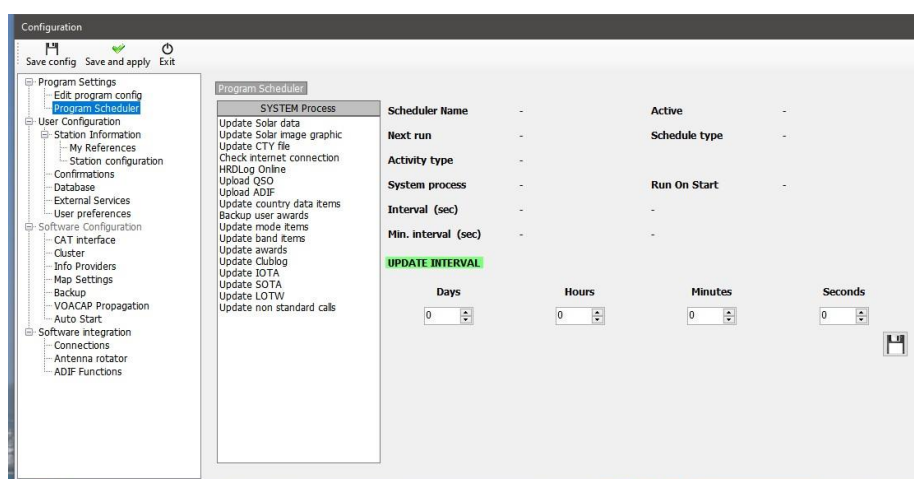 Configuration
Save config Save and apply Exit
Program Settings
Edit program config
Program Scheduler
User Configuration
Station Information
My References
Station configuration
Confirmations
Database
External Services
User preferences
Software Configuration
CAT interface
Cluster
Info Providers
Map Settings
Backup
VOACAP Propagation
Auto Start
Software integration
Connections
Antenna rotator
ADIF Functions
Program Scheduler
SYSTEM Process
Update Solar data
Update Solar image graphic
Update CTY file
Check internet connection
HRDLog Online
Upload QSO
Upload ADIF
Update country data items
Backup user awards
Update mode items
Update band items
Update awards
Update Clublog
Update IOTA
Update SOTA
Update LOTW
Update non standard calls
Scheduler Name - Active -
Next run - Schedule type -
Activity type -
System process - Run On Start -
Interval (sec) - -
Min. interval (sec) - -
UPDATE INTERVAL
Days Hours Minutes Seconds
0 0 0 0